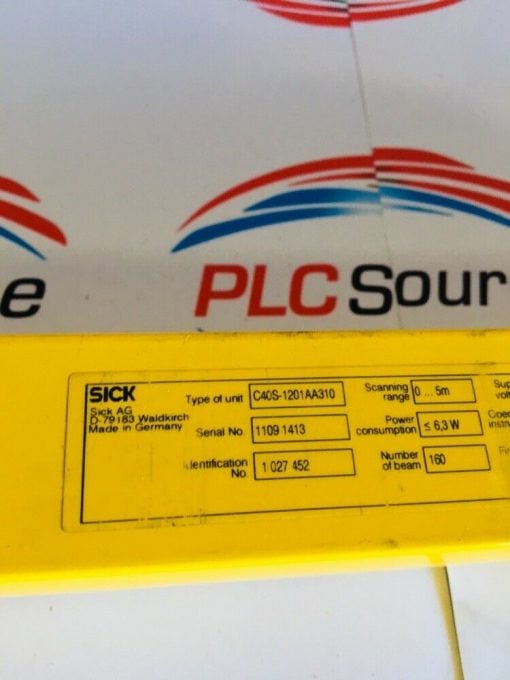 e PLC Sour
SICK
Sick AG
D-79183 Waldkirch
Made in Germany
Type of unit C40S-1201AA310
Serial No. 1109 1413
Identification No. 1 027 452
Scanning range 0 ... 5m
Power consumption ≤ 6,3 W
Number of beam 160